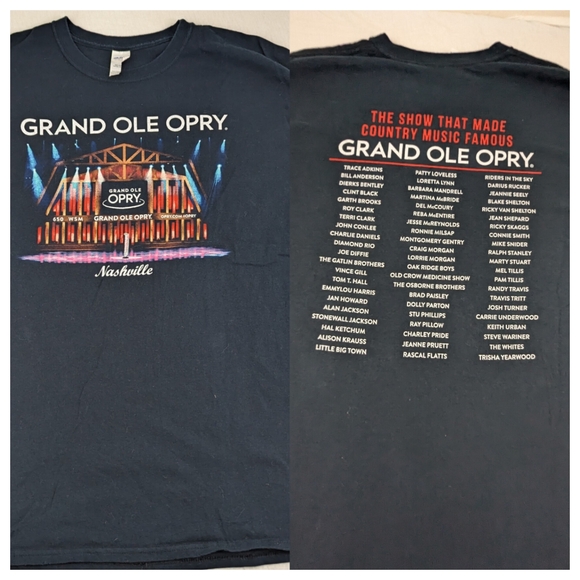 GRAND OLE OPRY®
GRAND OLE
OPRY
650 WSM GRAND OLE OPRY
Nashville
THE SHOW THAT MADE
COUNTRY MUSIC FAMOUS
GRAND OLE OPRY®
TRACE ADKINS
BILL ANDERSON
DIERKS BENTLEY
CLINT BLACK
GARTH BROOKS
ROY CLARK
TERRI CLARK
JOHN CONLEE
CHARLIE DANIELS
DIAMOND RIO
JOE DIFFIE
THE GATLIN BROTHERS
VINCE GILL
TOM T. HALL
EMMYLOU HARRIS
JAN HOWARD
ALAN JACKSON
STONEWALL JACKSON
HAL KETCHUM
ALISON KRAUSS
LITTLE BIG TOWN
PATTY LOVELESS
LORETTA LYNN
BARBARA MANDRELL
MARTINA McBRIDE
DEL McCOURY
REBA McENTIRE
JESSE McREYNOLDS
RONNIE MILSAP
MONTGOMERY GENTRY
CRAIG MORGAN
LORRIE MORGAN
OAK RIDGE BOYS
OLD CROW MEDICINE SHOW
THE OSBORNE BROTHERS
BRAD PAISLEY
DOLLY PARTON
STU PHILLIPS
RAY PILLOW
CHARLEY PRIDE
JEANNE PRUETT
RASCAL FLATTS
RIDERS IN THE SKY
DARIUS RUCKER
JEANNE SEELY
BLAKE SHELTON
RICKY VAN SHELTON
JEAN SHEPARD
RICKY SKAGGS
CONNIE SMITH
MIKE SNIDER
RALPH STANLEY
MARTY STUART
MEL TILLIS
PAM TILLIS
RANDY TRAVIS
TRAVIS TRITT
JOSH TURNER
CARRIE UNDERWOOD
KEITH URBAN
STEVE WARINER
THE WHITES
TRISHA YEARWOOD